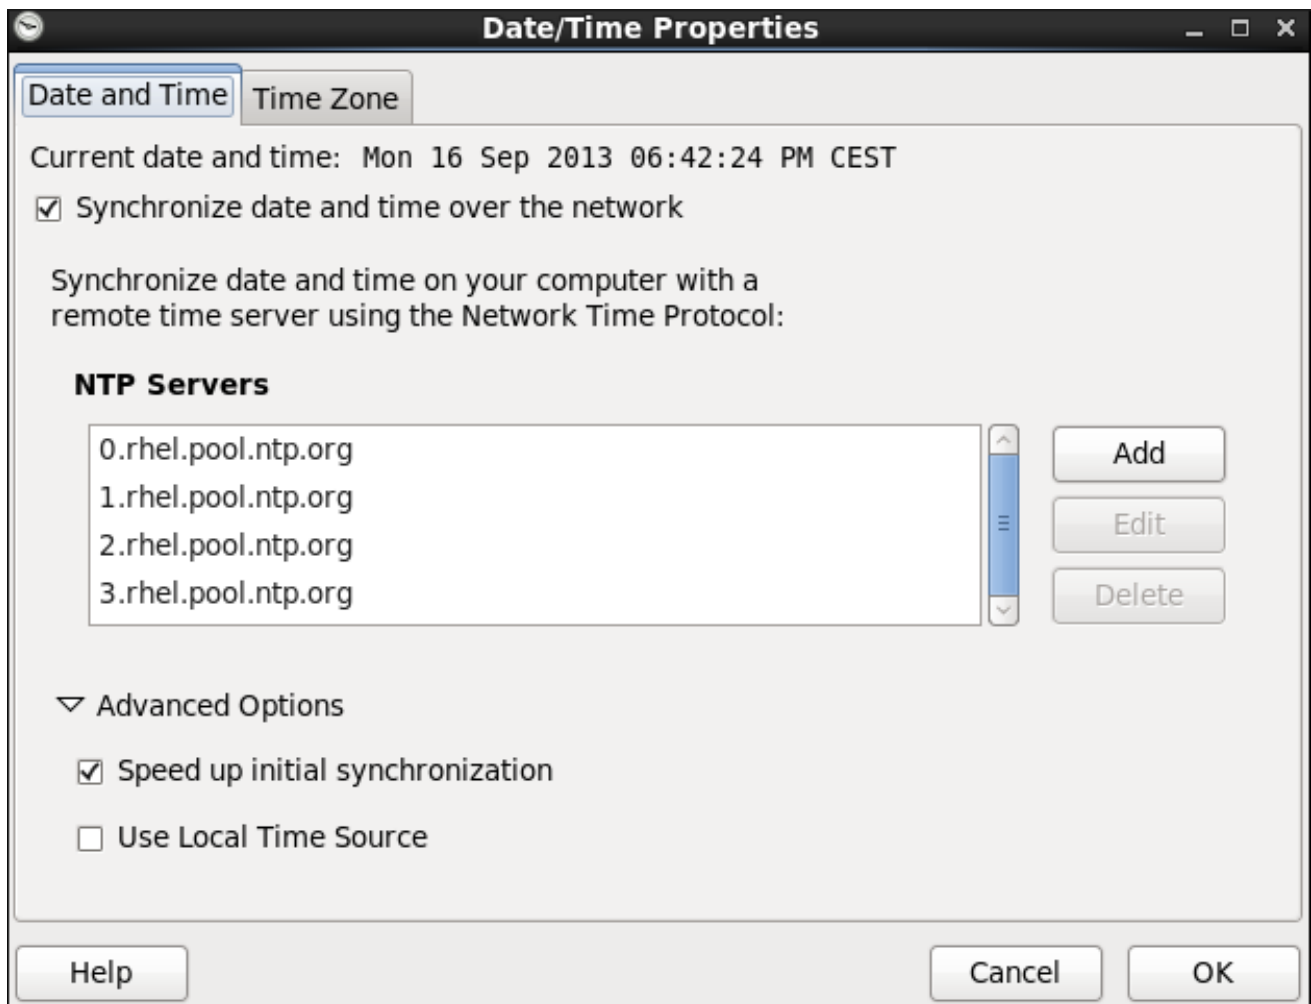 Date/Time Properties
Date and Time
Time Zone
Current date and time: Mon 16 Sep 2013 06:42:24 PM CEST
Synchronize date and time over the network
Synchronize date and time on your computer with a
remote time server using the Network Time Protocol:
NTP Servers
0.rhel.pool.ntp.org
1.rhel.pool.ntp.org
2.rhel.pool.ntp.org
3.rhel.pool.ntp.org
Add
Edit
Delete
Advanced Options
Speed up initial synchronization
Use Local Time Source
Help
Cancel
OK